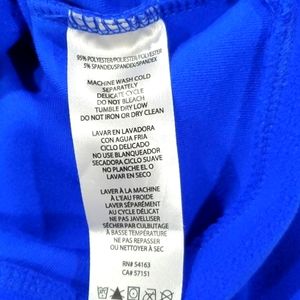 95% POLYESTER/POLIESTER/POLYESTER
5% SPANDEX/SPANDEX/SPANDEX
MACHINE WASH COLD
SEPARATELY
DELICATE CYCLE
DO NOT BLEACH
TUMBLE DRY LOW
DO NOT IRON OR DRY CLEAN
LAVAR EN LAVADORA
CON AGUA FRIA
CICLO DELICADO
NO USE BLANQUEADOR
SECADORA CICLO SUAVE
NO PLANCHE EL O
LAVAR EN SECO
LAVER À LA MACHINE
À L'EAU FROIDE
LAVER SÉPARÉMENT
AU CYCLE DÉLICAT
NE PAS JAVELLISER
SÉCHER PAR CULBUTAGE
À BASSE TEMPÉRATURE
NE PAS REPASSER
OU NETTOYER À SEC
RN# 54163
CA# 57151